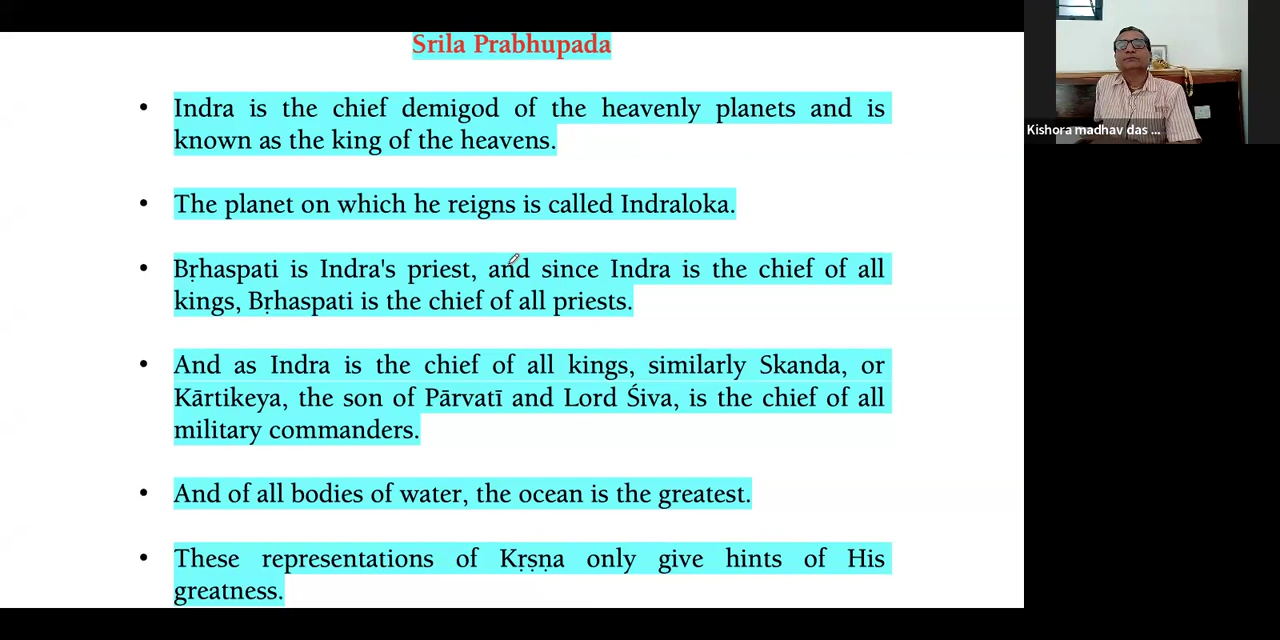 Srila Prabhupada
• Indra is the chief demigod of the heavenly planets and is
known as the king of the heavens.
• The planet on which he reigns is called Indraloka.
• Bṛhaspati is Indra's priest, and since Indra is the chief of all
kings, Bṛhaspati is the chief of all priests.
• And as Indra is the chief of all kings, similarly Skanda, or
Kārtikeya, the son of Pārvatī and Lord Śiva, is the chief of all
military commanders.
• And of all bodies of water, the ocean is the greatest.
• These representations of Kṛṣṇa only give hints of His
greatness.
Kishora madhav das ...